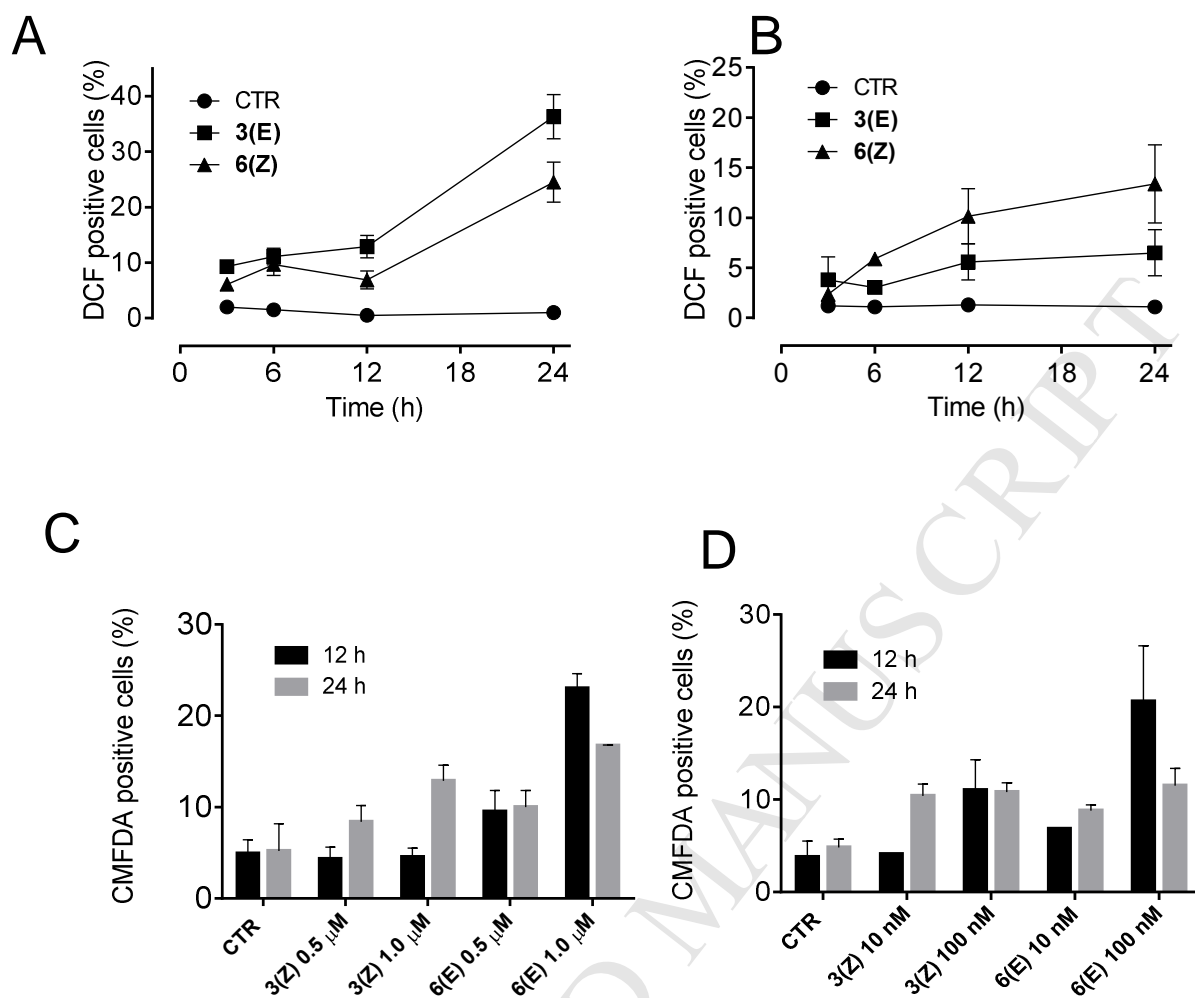 A
DCF positive cells (%)
40
30
20
10
0
CTR
3(E)
6(Z)
0 6 12 18 24
Time (h)
B
DCF positive cells (%)
25
20
15
10
5
0
CTR
3(E)
6(Z)
0 6 12 18 24
Time (h)
C
CMFDA positive cells (%)
30
20
10
0
12 h
24 h
CTR
3(Z) 0.5 μM
3(Z) 1.0 μM
6(E) 0.5 μM
6(E) 1.0 μM
D
CMFDA positive cells (%)
30
20
10
0
12 h
24 h
CTR
3(Z) 10 nM
3(Z) 100 nM
6(E) 10 nM
6(E) 100 nM
D MANUSCRIPT